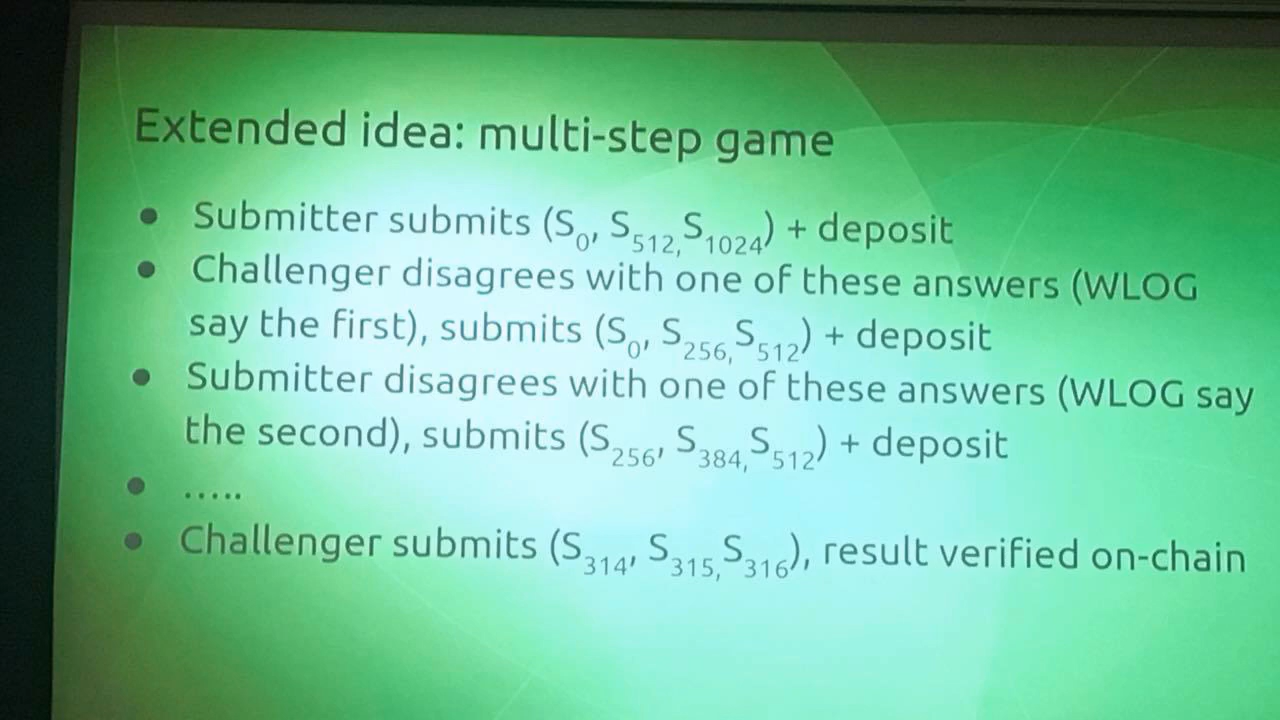 Extended idea: multi-step game
● Submitter submits (S₀, S₅₁₂,S₁₀₂₄) + deposit
● Challenger disagrees with one of these answers (WLOG
say the first), submits (S₀, S₂₅₆,S₅₁₂) + deposit
● Submitter disagrees with one of these answers (WLOG say
the second), submits (S₂₅₆, S₃₈₄,S₅₁₂) + deposit
● .....
● Challenger submits (S₃₁₄, S₃₁₅,S₃₁₆), result verified on-chain